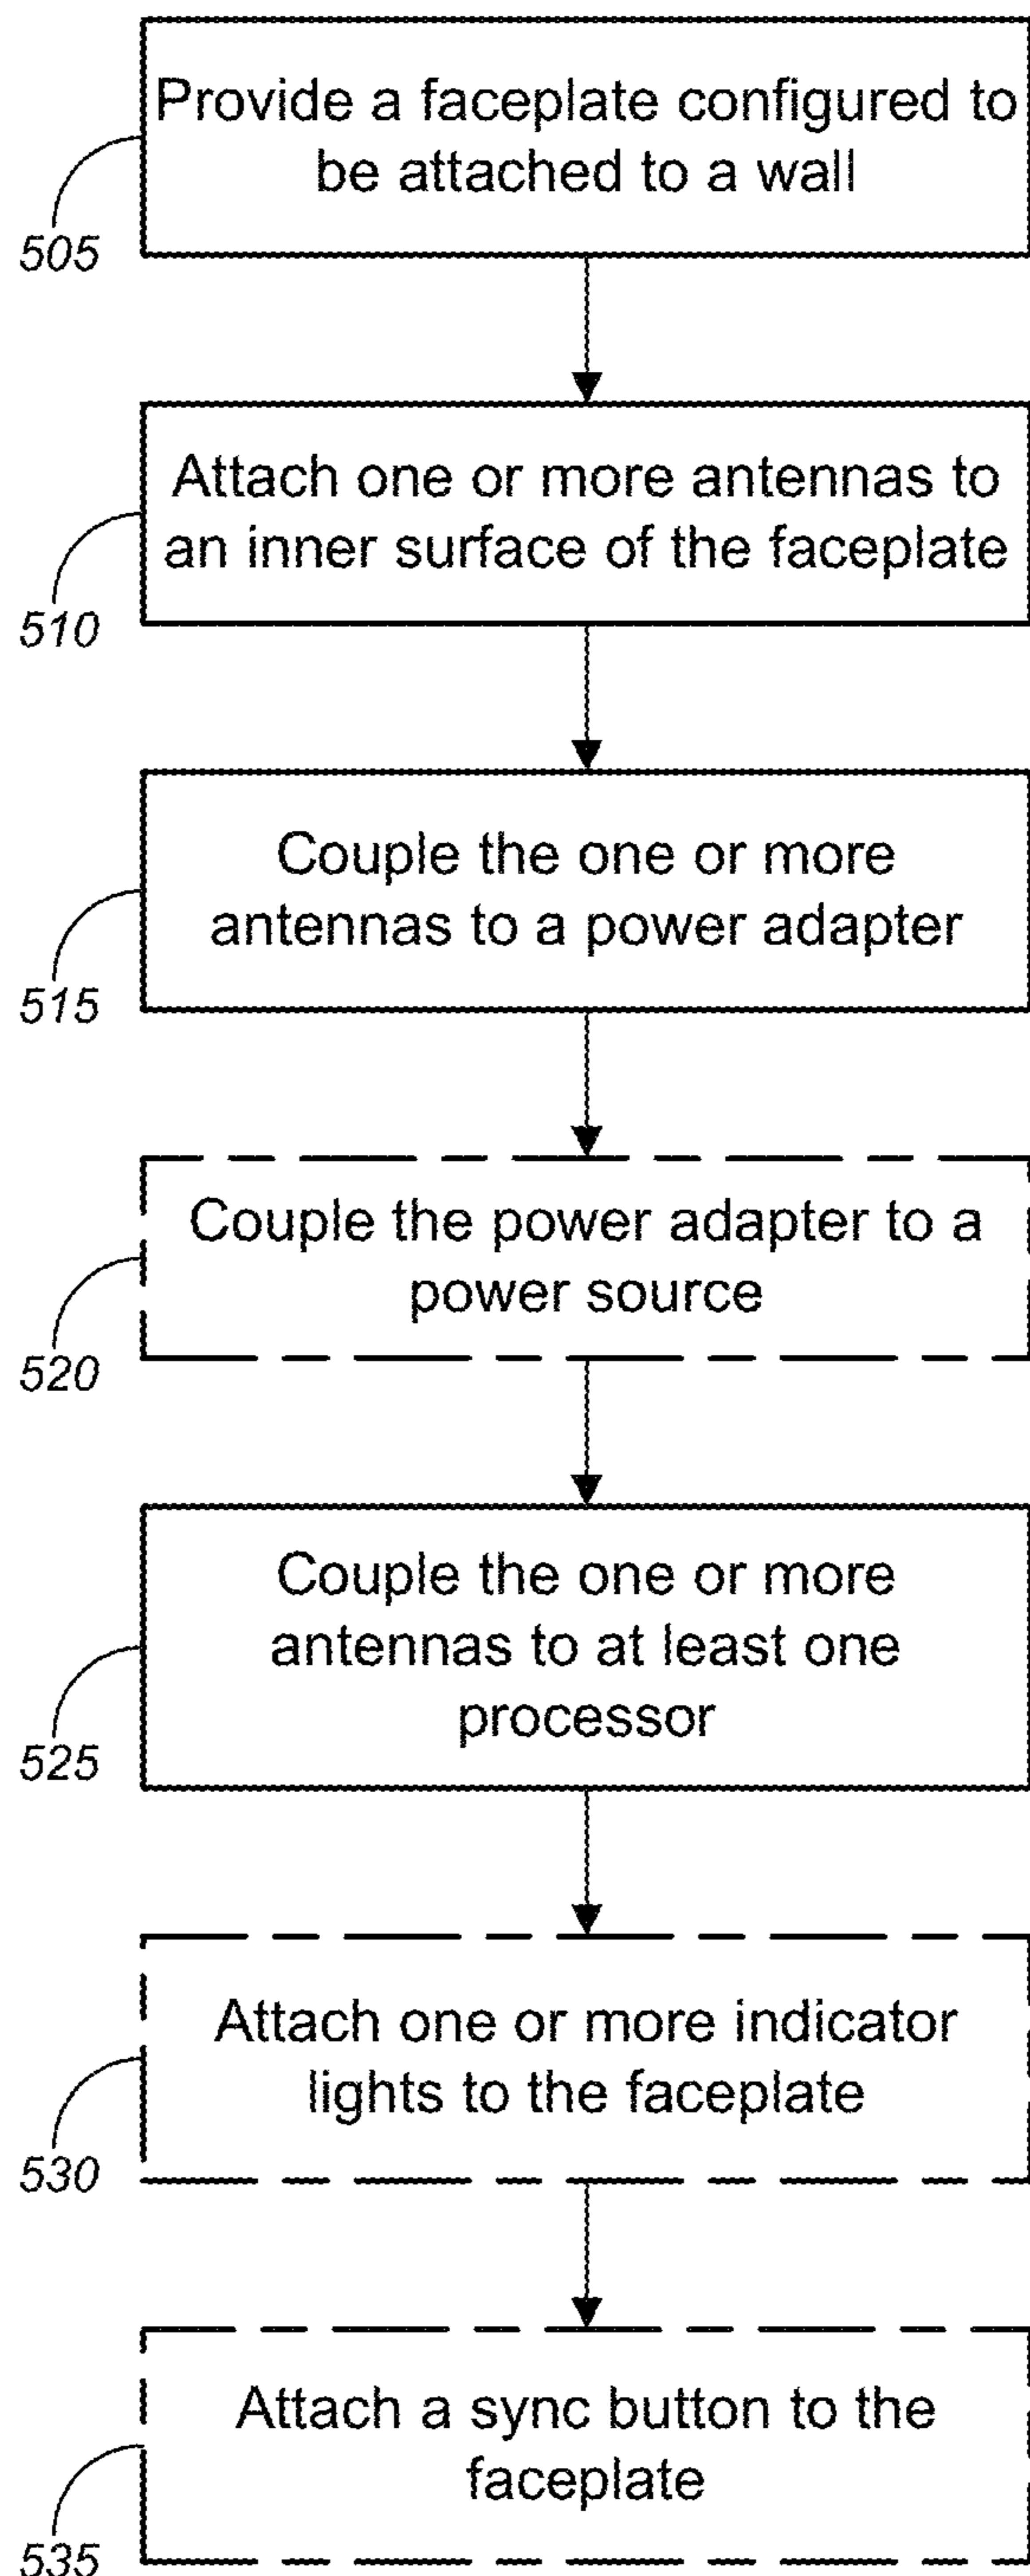 Provide a faceplate configured to
be attached to a wall
505
Attach one or more antennas to
an inner surface of the faceplate
510
Couple the one or more
antennas to a power adapter
515
Couple the power adapter to a
power source
520
Couple the one or more
antennas to at least one
processor
525
Attach one or more indicator
lights to the faceplate
530
Attach a sync button to the
faceplate
535